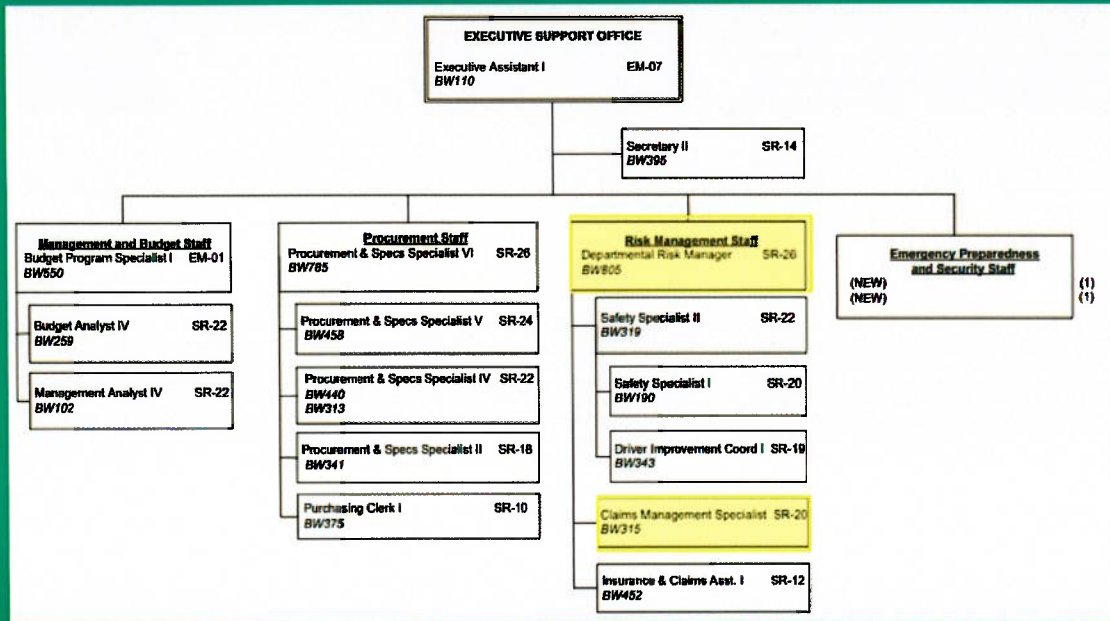 EXECUTIVE SUPPORT OFFICE
Executive Assistant I EM-07
BW110
Secretary II SR-14
BW395
Management and Budget Staff
Budget Program Specialist I EM-01
BW550
Budget Analyst IV SR-22
BW259
Management Analyst IV SR-22
BW102
Procurement Staff
Procurement & Specs Specialist VI SR-26
BW765
Procurement & Specs Specialist V SR-24
BW458
Procurement & Specs Specialist IV SR-22
BW440
BW313
Procurement & Specs Specialist II SR-18
BW341
Purchasing Clerk I SR-10
BW375
Risk Management Staff
Departmental Risk Manager SR-26
BW805
Safety Specialist II SR-22
BW319
Safety Specialist I SR-20
BW190
Driver Improvement Coord I SR-19
BW343
Claims Management Specialist SR-20
BW315
Insurance & Claims Asst. I SR-12
BW452
Emergency Preparedness
and Security Staff
(NEW) (1)
(NEW) (1)